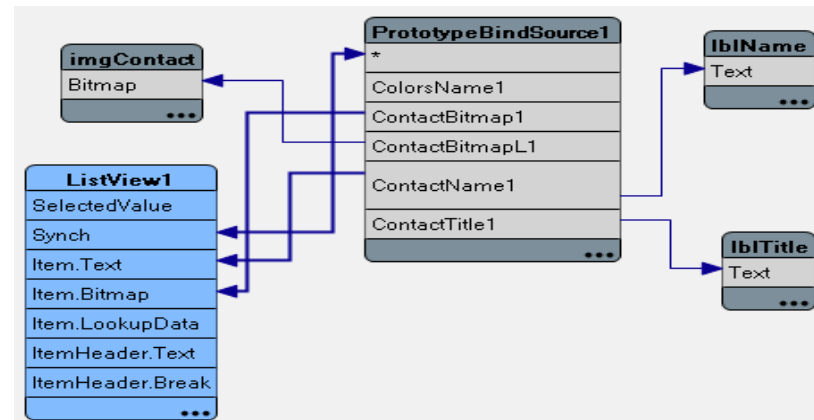 imgContact
Bitmap
...
PrototypeBindSource1
*
ColorsName1
ContactBitmap1
ContactBitmapL1
ContactName1
ContactTitle1
...
lblName
Text
...
ListView1
SelectedValue
Synch
Item.Text
Item.Bitmap
Item.LookupData
ItemHeader.Text
ItemHeader.Break
...
lblTitle
Text
...